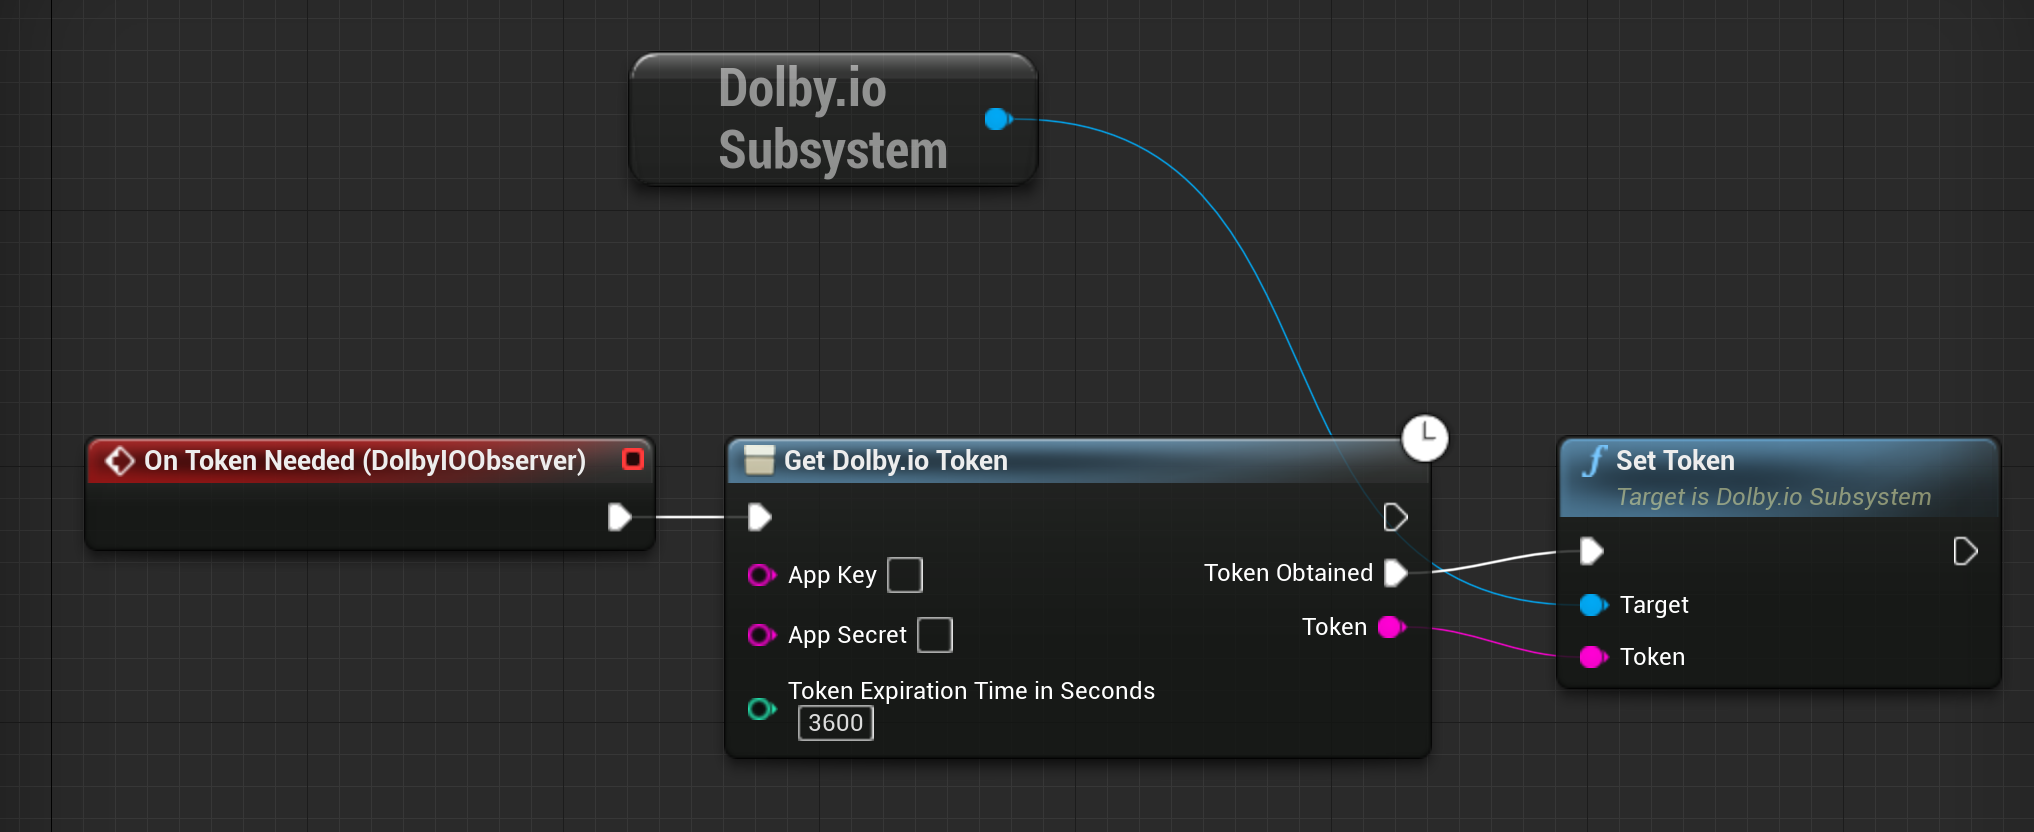 Dolby.io
Subsystem
On Token Needed (DolbyIOObserver)
Get Dolby.io Token
App Key
App Secret
Token Expiration Time in Seconds
3600
Token Obtained
Token
Set Token
Target is Dolby.io Subsystem
Target
Token